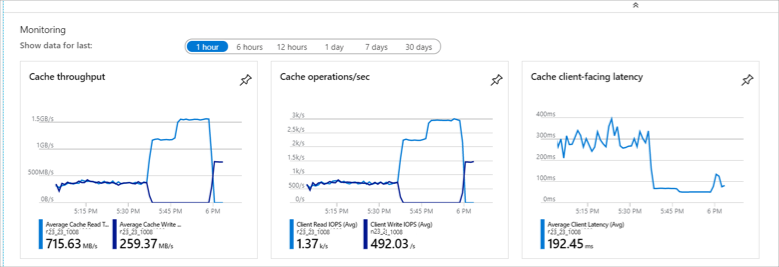 Monitoring
Show data for last:
1 hour 6 hours 12 hours 1 day 7 days 30 days
Cache throughput
1.5GB/s
1GB/s
500MB/s
0B/s
5:15 PM 5:30 PM 5:45 PM 6 PM
Average Cache Read T... Average Cache Write ...
r23_23_1008 r23_23_1008
715.63 MB/s 259.37 MB/s
Cache operations/sec
3k/s
2.5k/s
2k/s
1.5k/s
1k/s
500/s
0/s
5:15 PM 5:30 PM 5:45 PM 6 PM
Client Read IOPS (Avg) Client Write IOPS (Avg)
r23_23_1008
1.37 k/s 492.03 /s
Cache client-facing latency
400ms
300ms
200ms
100ms
0ms
5:15 PM 5:30 PM 5:45 PM 6 PM
Average Client Latency (Avg)
r23_23_1008
192.45 ms